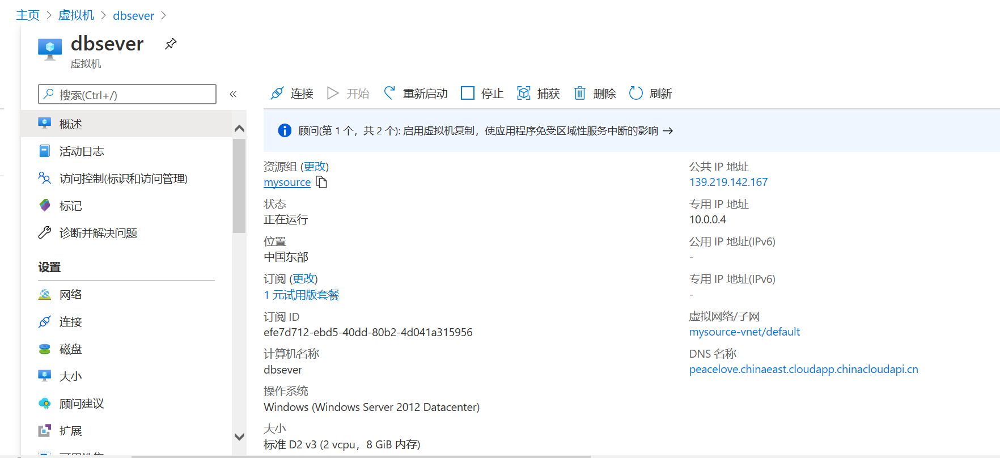 主页 > 虚拟机 > dbsever >
dbsever
虚拟机
搜索(Ctrl+/)
«
概述
活动日志
访问控制(标识和访问管理)
标记
诊断并解决问题
设置
网络
连接
磁盘
大小
顾问建议
扩展
可用性集
连接 开始 重新启动 停止 捕获 删除 刷新
顾问(第 1 个，共 2 个): 启用虚拟机复制，使应用程序免受区域性服务中断的影响 →
资源组 (更改)
mysource
状态
正在运行
位置
中国东部
订阅 (更改)
1 元试用版套餐
订阅 ID
efe7d712-ebd5-40dd-80b2-4d041a315956
计算机名称
dbsever
操作系统
Windows (Windows Server 2012 Datacenter)
大小
标准 D2 v3 (2 vcpu，8 GiB 内存)
公共 IP 地址
139.219.142.167
专用 IP 地址
10.0.0.4
公用 IP 地址(IPv6)
-
专用 IP 地址(IPv6)
-
虚拟网络/子网
mysource-vnet/default
DNS 名称
peacelove.chinaeast.cloudapp.chinacloudapi.cn